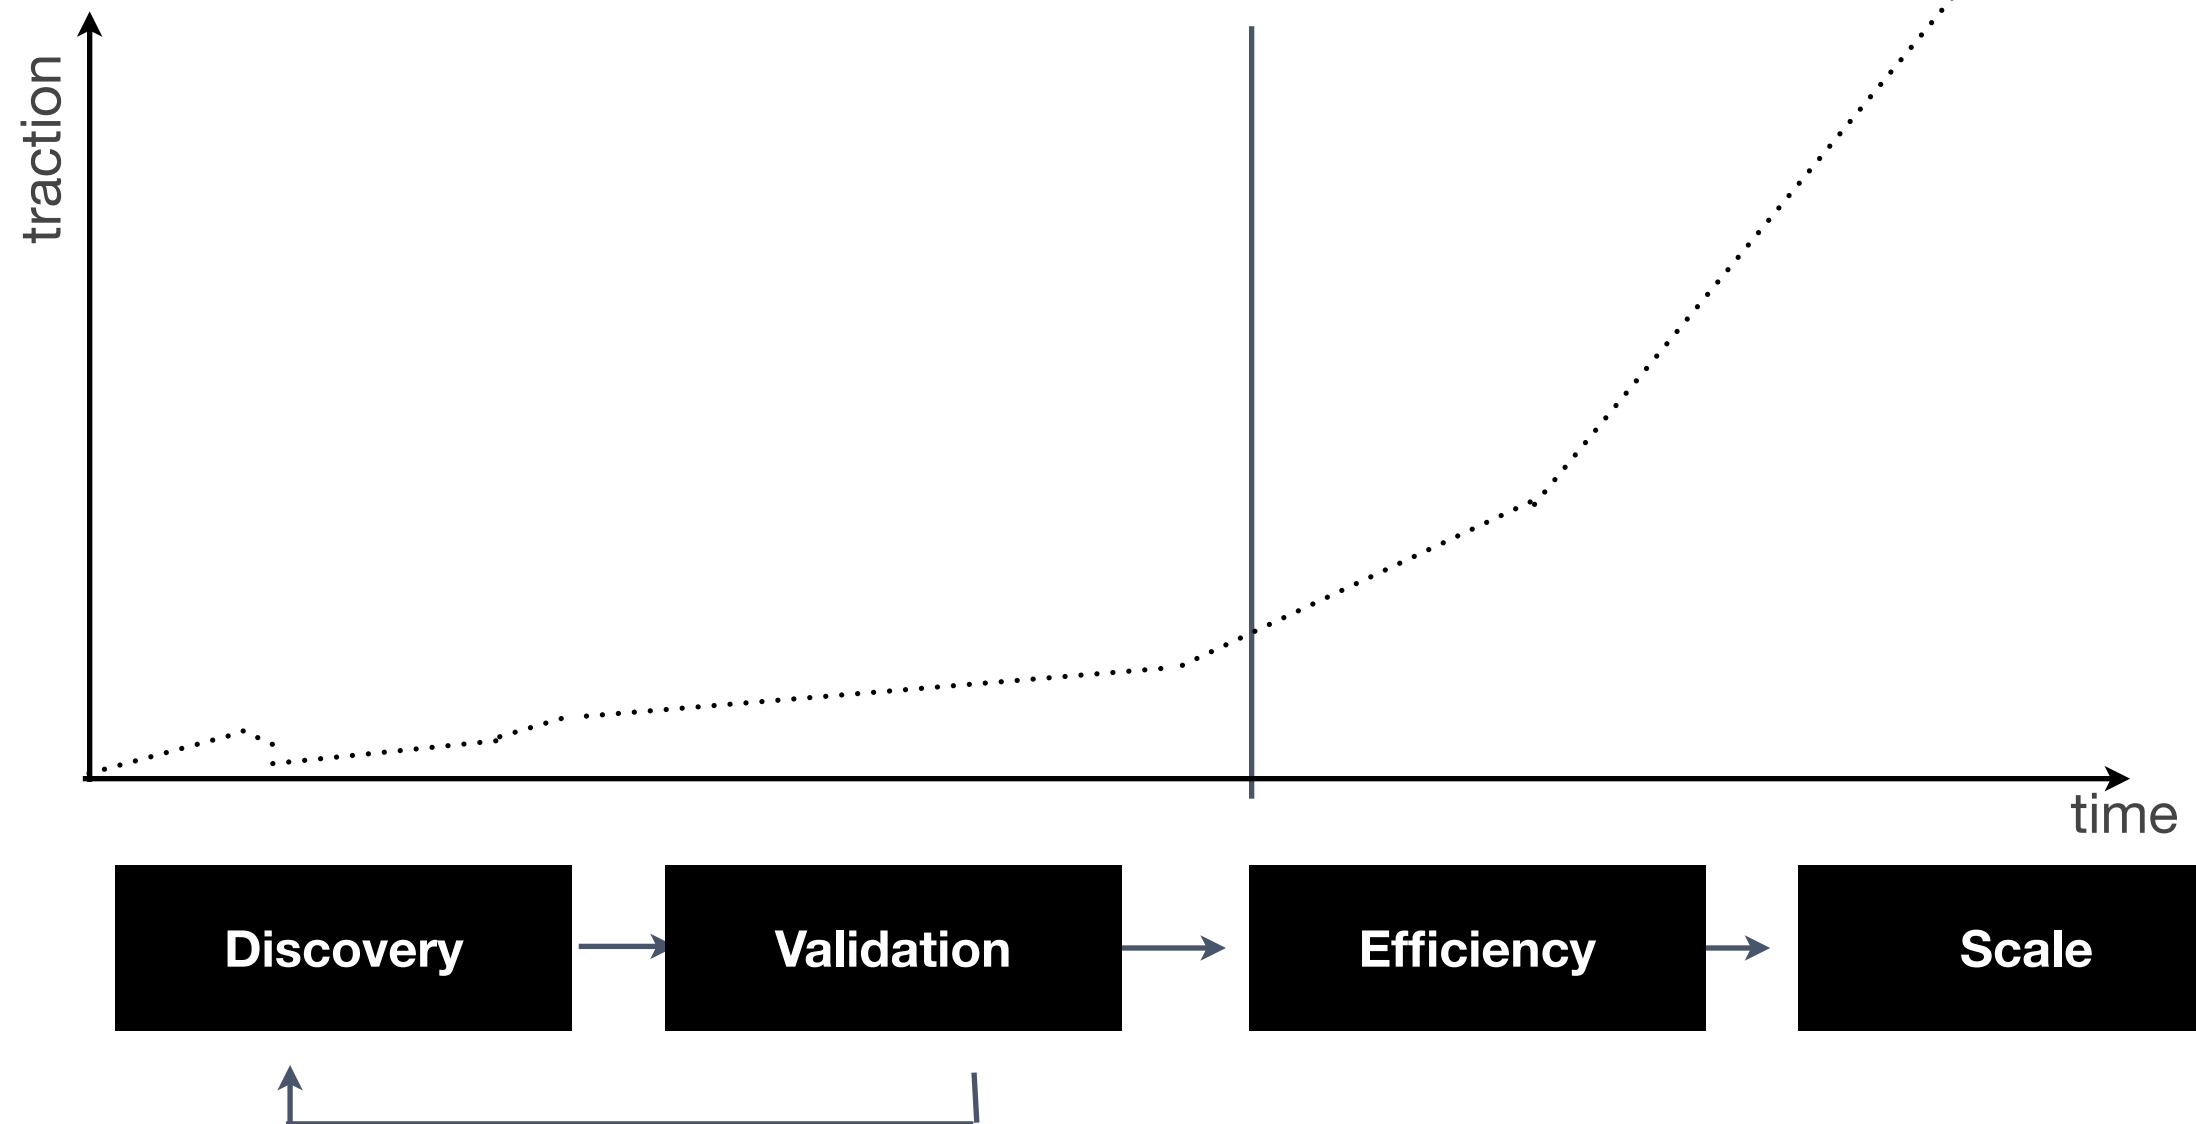 traction
time
Discovery
Validation
Efficiency
Scale